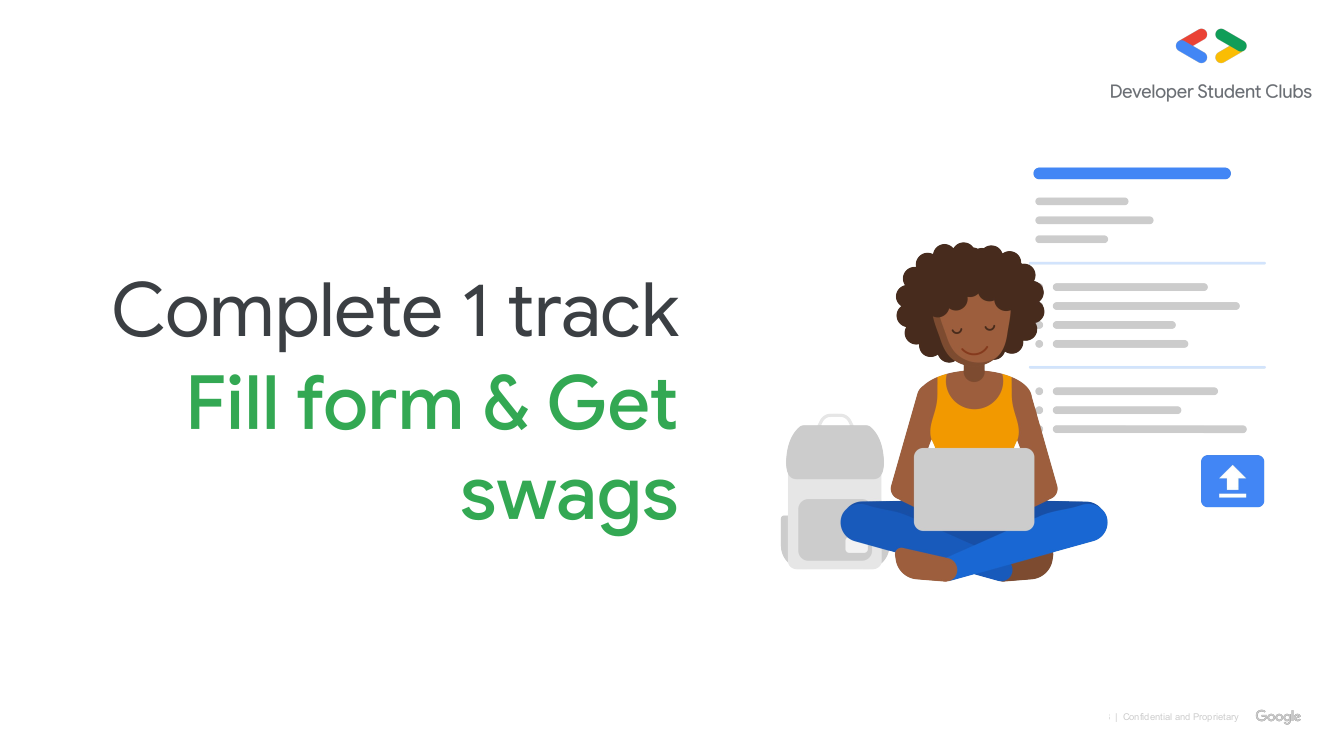 Developer Student Clubs
Complete 1 track
Fill form & Get
swags
| Confidential and Proprietary
Google